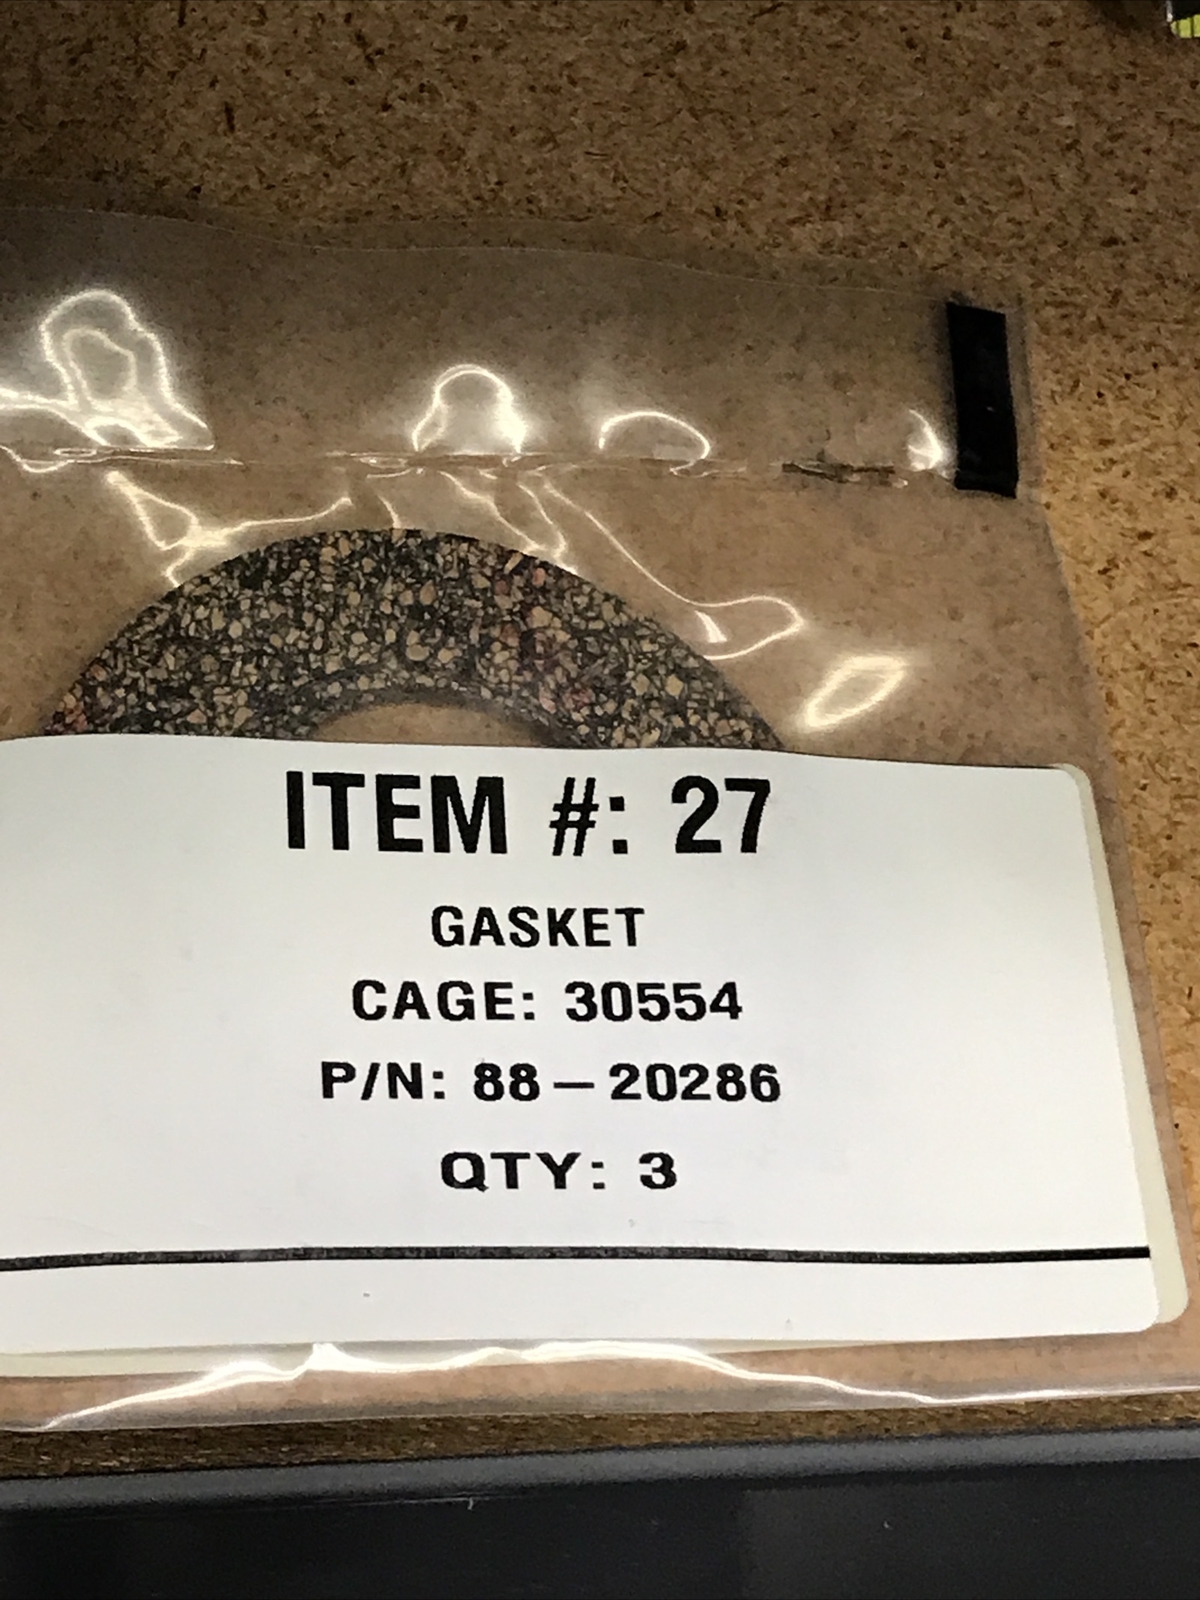 ITEM #: 27
GASKET
CAGE: 30554
P/N: 88–20286
QTY: 3